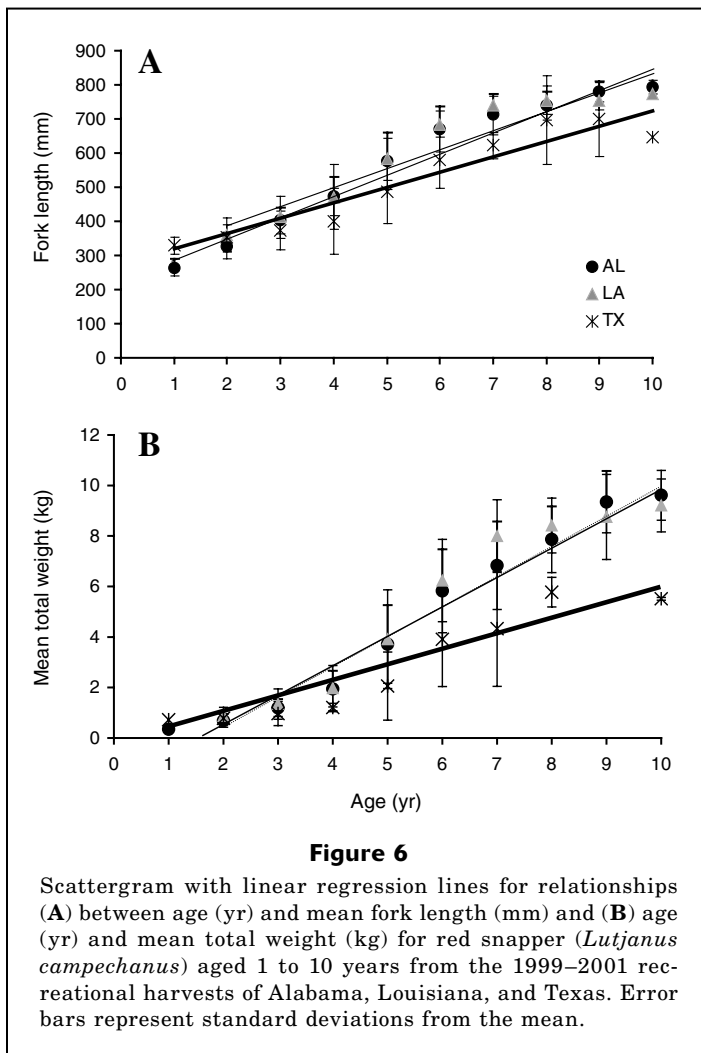 A
900
800
700
600
500
400
300
200
100
0
Fork length (mm)
AL
LA
TX
0 1 2 3 4 5 6 7 8 9 10
B
12
10
8
6
4
2
0
Mean total weight (kg)
0 1 2 3 4 5 6 7 8 9 10
Age (yr)
Figure 6
Scattergram with linear regression lines for relationships
(A) between age (yr) and mean fork length (mm) and (B) age
(yr) and mean total weight (kg) for red snapper (Lutjanus
campechanus) aged 1 to 10 years from the 1999–2001 rec-
reational harvests of Alabama, Louisiana, and Texas. Error
bars represent standard deviations from the mean.